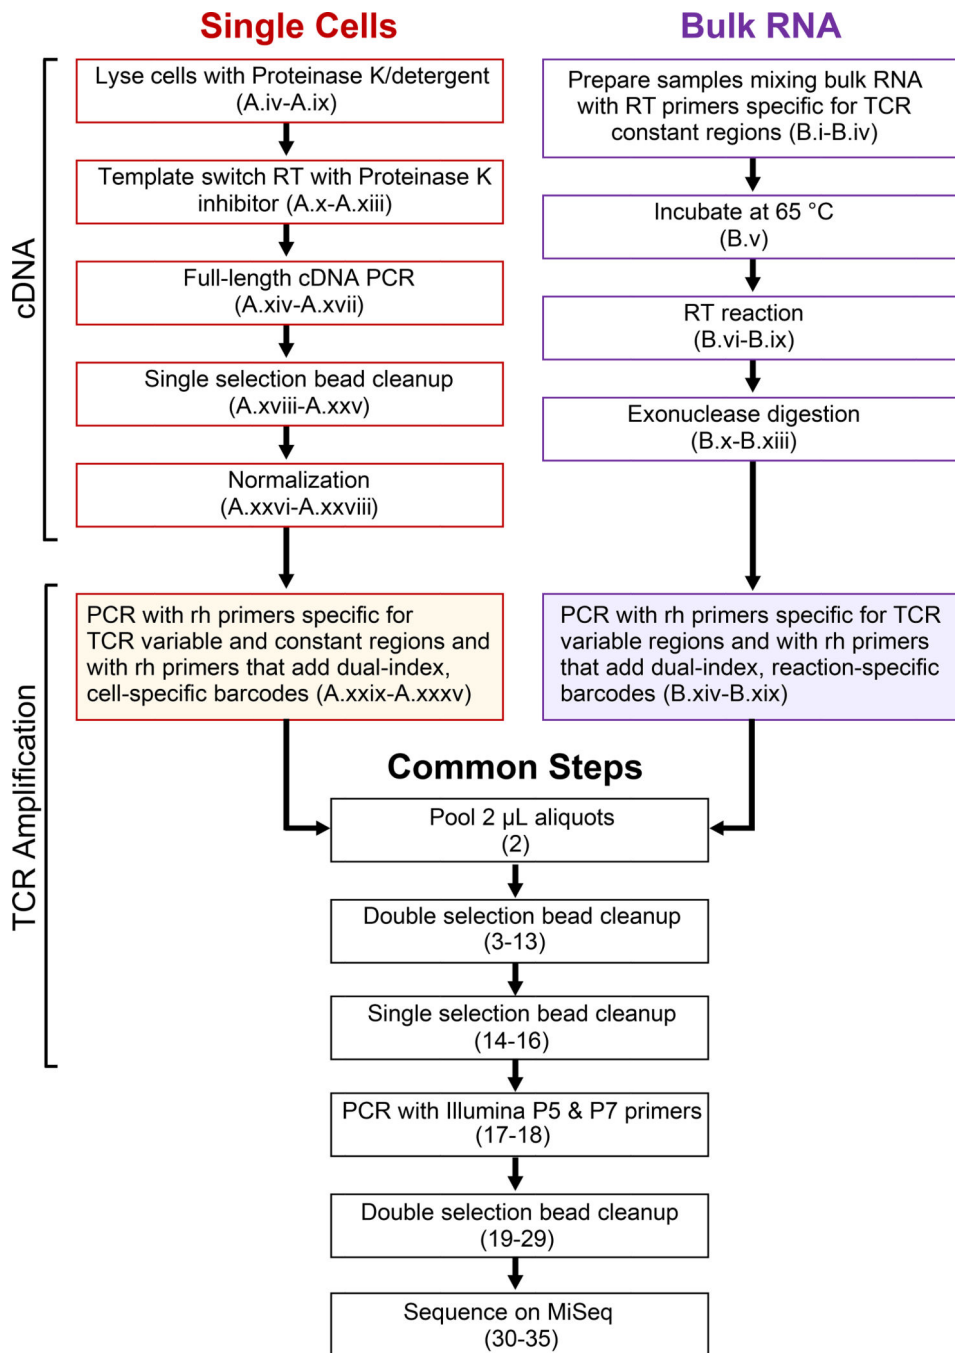 Single Cells
Lyse cells with Proteinase K/detergent
(A.iv-A.ix)
Template switch RT with Proteinase K
inhibitor (A.x-A.xiii)
Full-length cDNA PCR
(A.xiv-A.xvii)
Single selection bead cleanup
(A.xviii-A.xxv)
Normalization
(A.xxvi-A.xxviii)
cDNA
Bulk RNA
Prepare samples mixing bulk RNA
with RT primers specific for TCR
constant regions (B.i-B.iv)
Incubate at 65 °C
(B.v)
RT reaction
(B.vi-B.ix)
Exonuclease digestion
(B.x-B.xiii)
TCR Amplification
PCR with rh primers specific for
TCR variable and constant regions and
with rh primers that add dual-index,
cell-specific barcodes (A.xxix-A.xxxv)
PCR with rh primers specific for TCR
variable regions and with rh primers
that add dual-index, reaction-specific
barcodes (B.xiv-B.xix)
Common Steps
Pool 2 µL aliquots
(2)
Double selection bead cleanup
(3-13)
Single selection bead cleanup
(14-16)
PCR with Illumina P5 & P7 primers
(17-18)
Double selection bead cleanup
(19-29)
Sequence on MiSeq
(30-35)